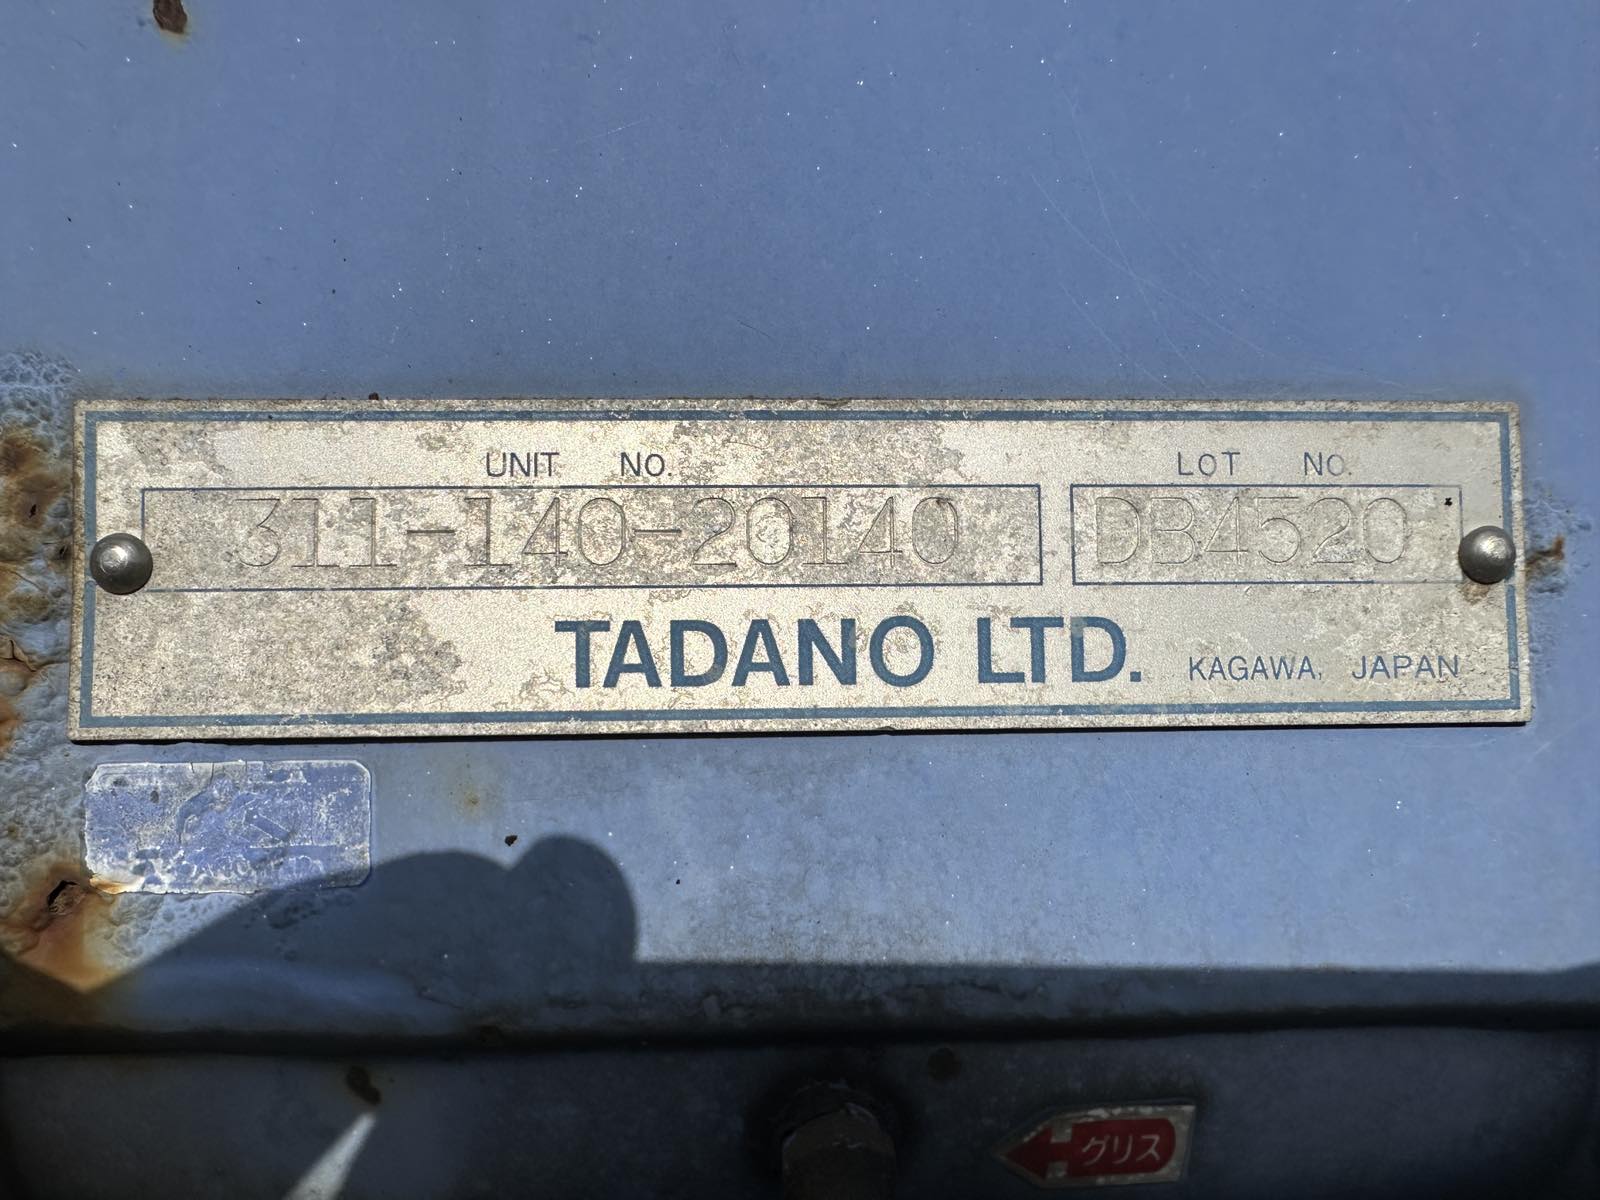 UNIT NO. LOT NO.
311-140-20140 DB4520
TADANO LTD. KAGAWA, JAPAN
グリス